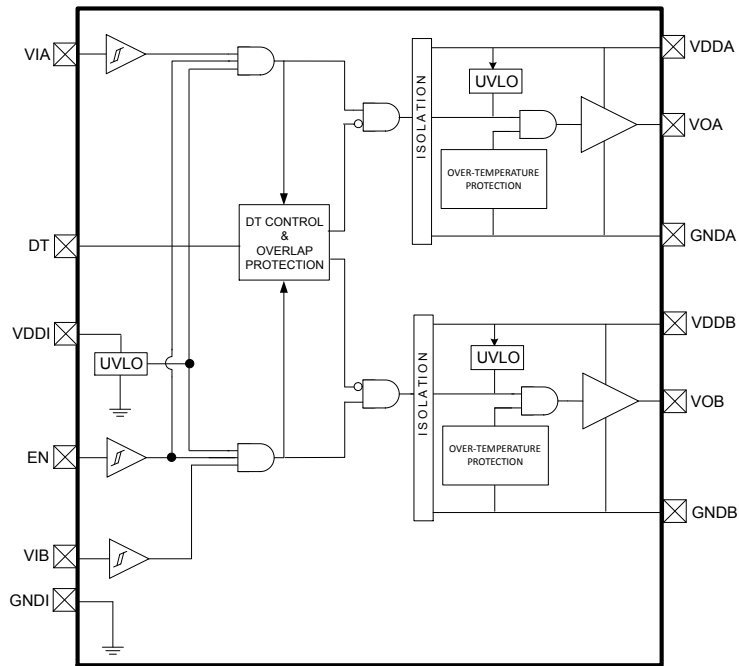 VIA
DT
VDDI
EN
VIB
GNDI
UVLO
DT CONTROL
&
OVERLAP
PROTECTION
ISOLATION
UVLO
OVER-TEMPERATURE
PROTECTION
VDDA
VOA
GNDA
ISOLATION
UVLO
OVER-TEMPERATURE
PROTECTION
VDDB
VOB
GNDB